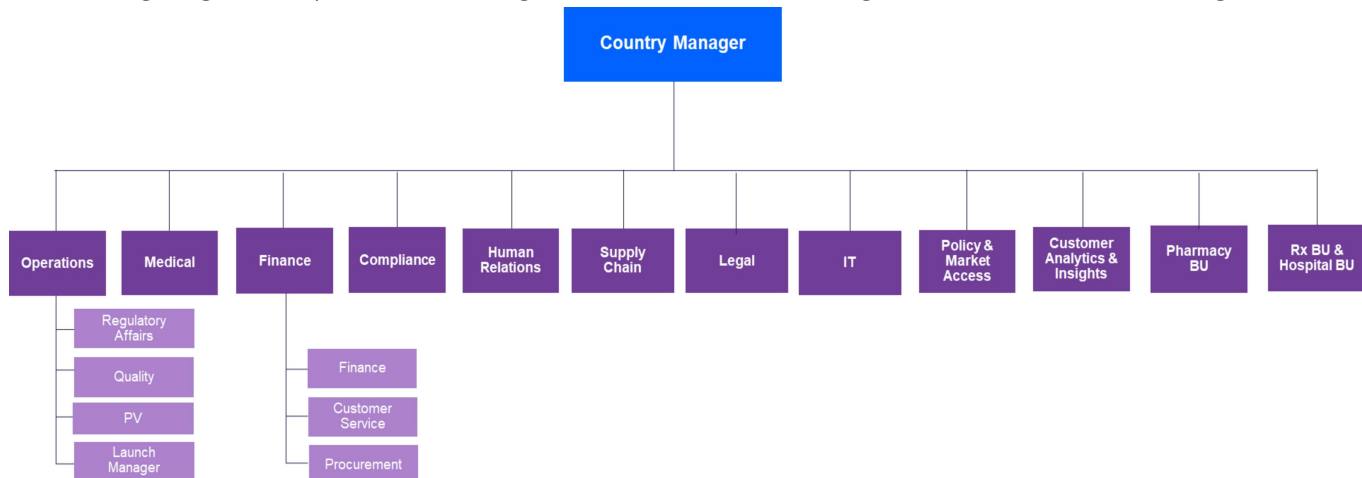 Country Manager
Operations
Medical
Finance
Compliance
Human
Relations
Supply
Chain
Legal
IT
Policy &
Market
Access
Customer
Analytics &
Insights
Pharmacy
BU
Rx BU &
Hospital BU
Regulatory
Affairs
Quality
PV
Launch
Manager
Finance
Customer
Service
Procurement